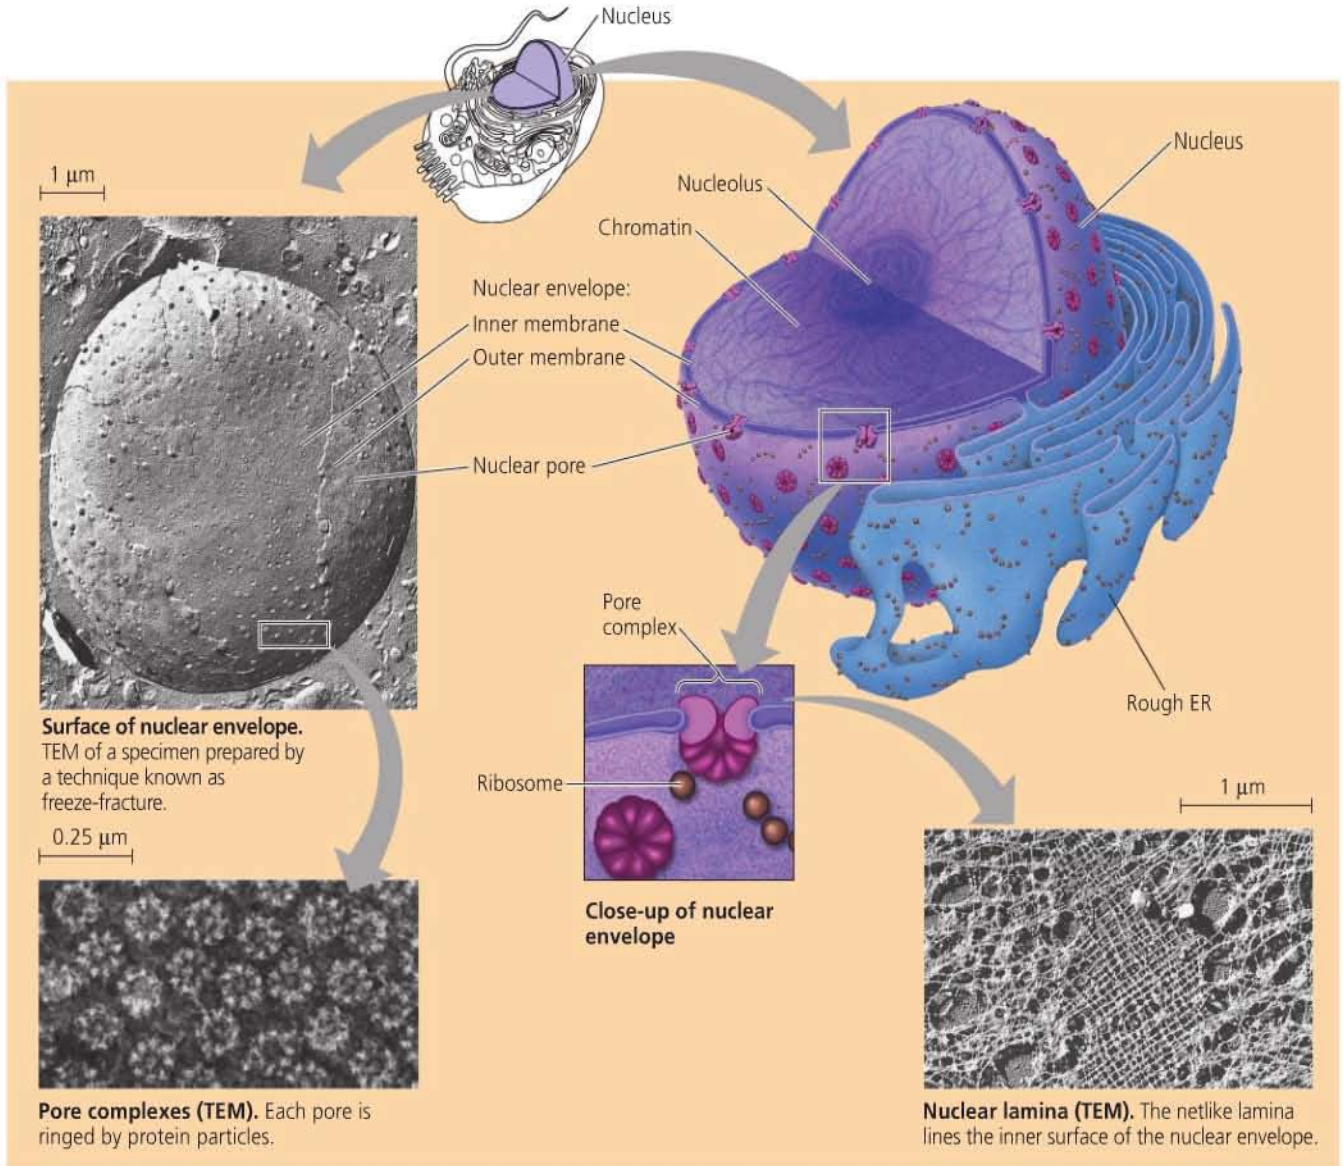 Nucleus
Nucleus
1 μm
Nucleolus
Chromatin
Nuclear envelope:
Inner membrane
Outer membrane
Nuclear pore
Pore
complex
Rough ER
Surface of nuclear envelope.
TEM of a specimen prepared by
a technique known as
freeze-fracture.
Ribosome
1 μm
0.25 μm
Close-up of nuclear
envelope
Pore complexes (TEM). Each pore is
ringed by protein particles.
Nuclear lamina (TEM). The netlike lamina
lines the inner surface of the nuclear envelope.